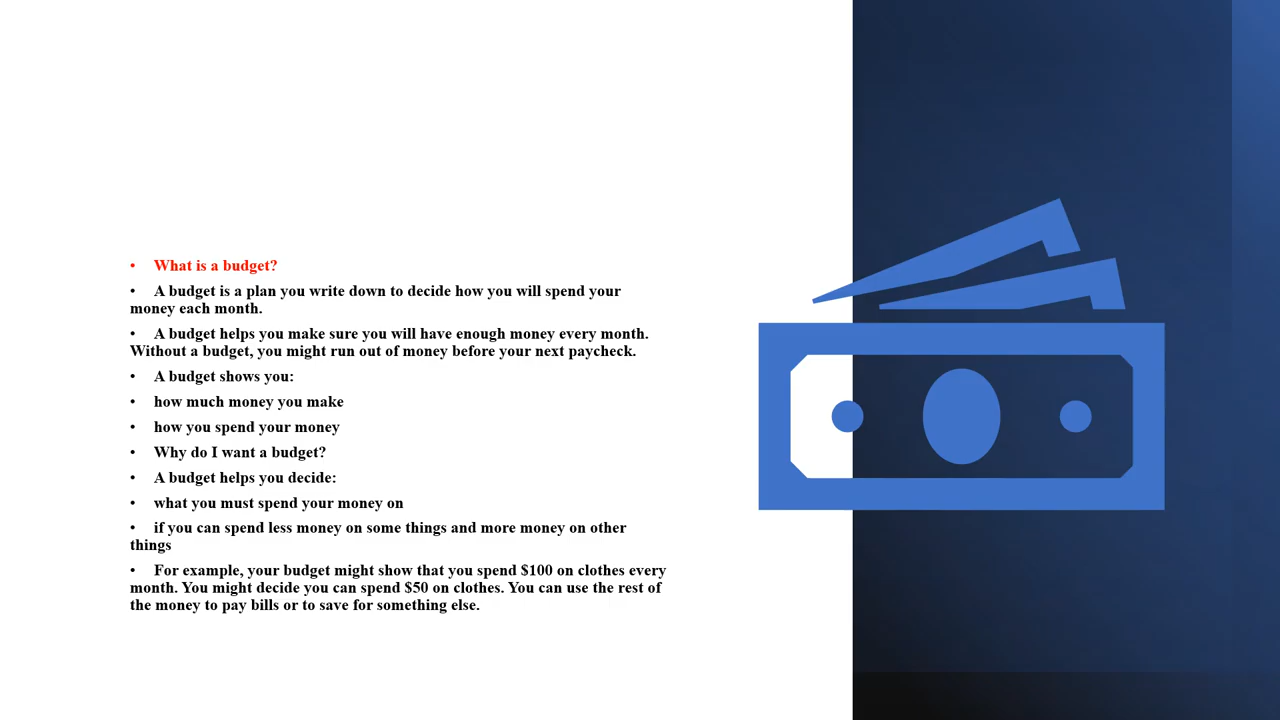 • What is a budget?
• A budget is a plan you write down to decide how you will spend your
money each month.
• A budget helps you make sure you will have enough money every month.
Without a budget, you might run out of money before your next paycheck.
• A budget shows you:
• how much money you make
• how you spend your money
• Why do I want a budget?
• A budget helps you decide:
• what you must spend your money on
• if you can spend less money on some things and more money on other
things
• For example, your budget might show that you spend $100 on clothes every
month. You might decide you can spend $50 on clothes. You can use the rest of
the money to pay bills or to save for something else.